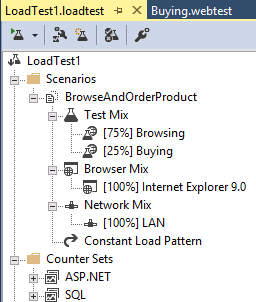 LoadTest1.loadtest Buying.webtest
LoadTest1
Scenarios
BrowseAndOrderProduct
Test Mix
[75%] Browsing
[25%] Buying
Browser Mix
[100%] Internet Explorer 9.0
Network Mix
[100%] LAN
Constant Load Pattern
Counter Sets
ASP.NET
SQL